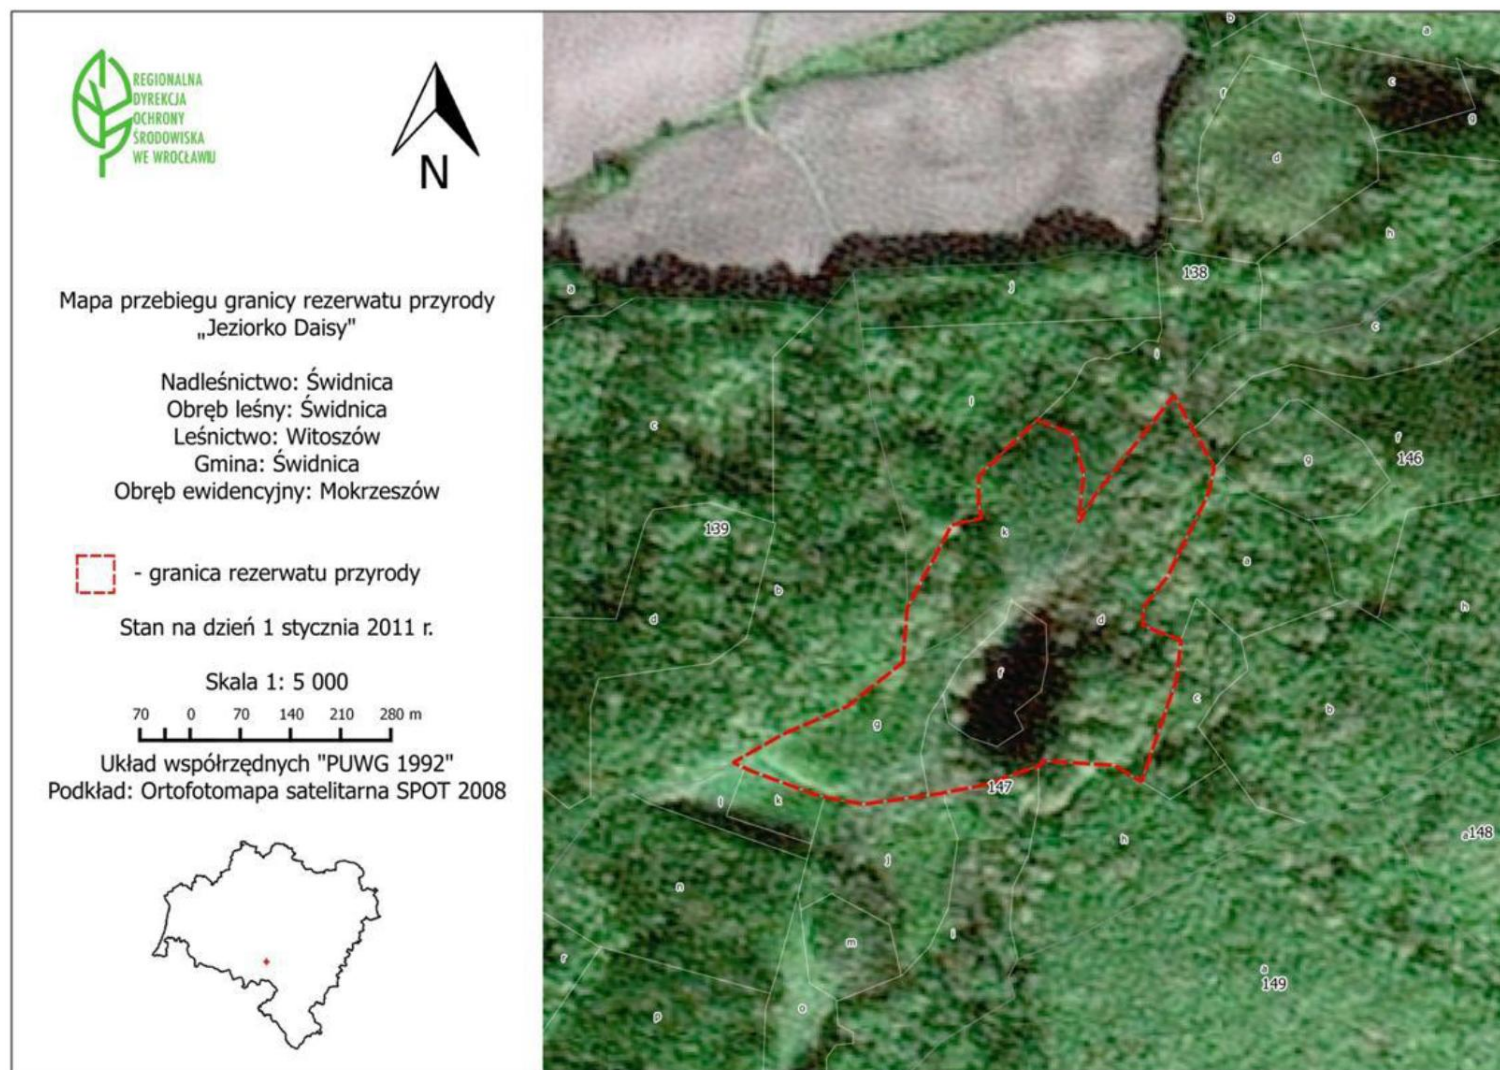 REGIONALNA
DYREKCJA
OCHRONY
ŚRODOWISKA
WE WROCŁAWIU
N
Mapa przebiegu granicy rezerwatu przyrody
„Jeziorko Daisy"
Nadleśnictwo: Świdnica
Obręb leśny: Świdnica
Leśnictwo: Witoszów
Gmina: Świdnica
Obręb ewidencyjny: Mokrzeszów
- granica rezerwatu przyrody
Stan na dzień 1 stycznia 2011 r.
Skala 1: 5 000
70 0 70 140 210 280 m
Układ współrzędnych "PUWG 1992"
Podkład: Ortofotomapa satelitarna SPOT 2008
b
a
c
f
g
d
h
138
a
j
c
i
c
f
146
g
139
k
a
b
d
d
h
f
c
b
g
147
k
a148
h
j
n
m
i
r
a
149
o
p